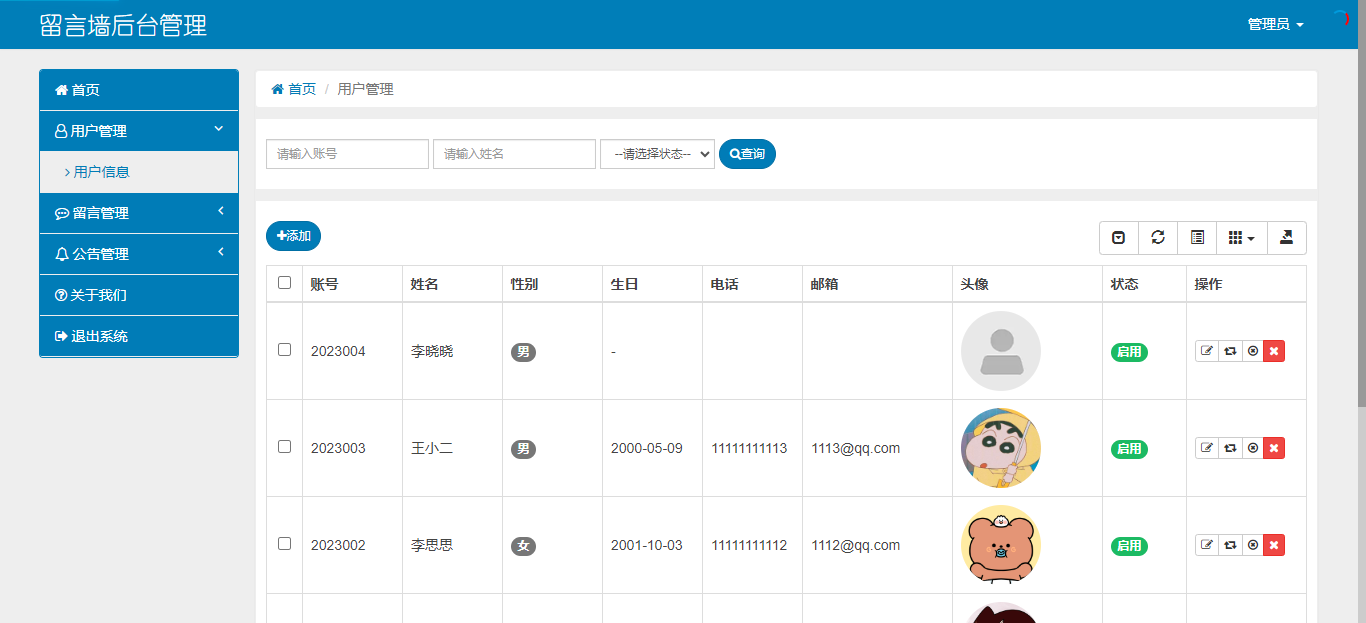 留言墙后台管理
管理员
首页
用户管理
用户信息
留言管理
公告管理
关于我们
退出系统
首页 / 用户管理
请输入账号 请输入姓名 --请选择状态-- 查询
添加
账号 姓名 性别 生日 电话 邮箱 头像 状态 操作
2023004 李晓晓 男 - 启用
2023003 王小二 男 2000-05-09 11111111113 1113@qq.com 启用
2023002 李思思 女 2001-10-03 11111111112 1112@qq.com 启用